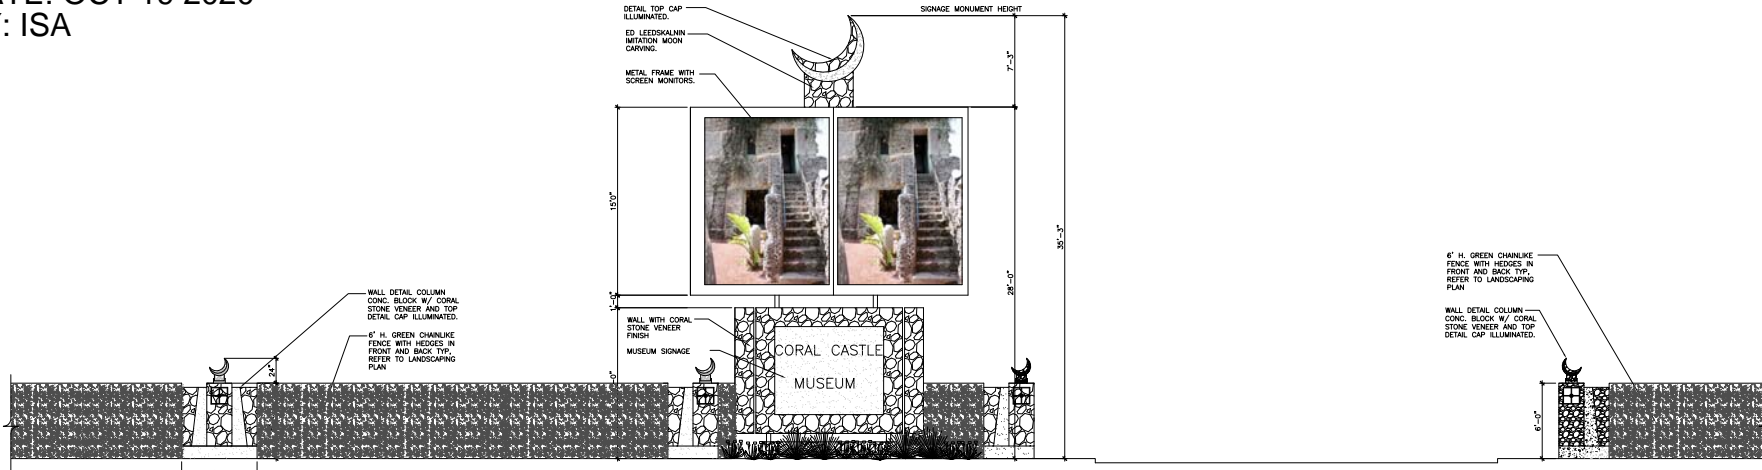 : ISA
DETAIL TOP CAP
ILLUMINATED.
SIGNAGE MONUMENT HEIGHT
ED LEEDSKALNIN
IMITATION MOON
CARVING.
METAL FRAME WITH
SCREEN MONITORS.
7'-3"
15'0"
35'-3"
28'-0"
1'-0"
WALL DETAIL COLUMN
CONC. BLOCK W/ CORAL
STONE VENEER AND TOP
DETAIL CAP ILLUMINATED.
6' H. GREEN CHAINLIKE
FENCE WITH HEDGES IN
FRONT AND BACK TYP,
REFER TO LANDSCAPING
PLAN
24"
WALL WITH CORAL
STONE VENEER
FINISH
MUSEUM SIGNAGE
CORAL CASTLE
MUSEUM
6' H. GREEN CHAINLIKE
FENCE WITH HEDGES IN
FRONT AND BACK TYP,
REFER TO LANDSCAPING
PLAN
WALL DETAIL COLUMN
CONC. BLOCK W/ CORAL
STONE VENEER AND TOP
DETAIL CAP ILLUMINATED.
6'-0"